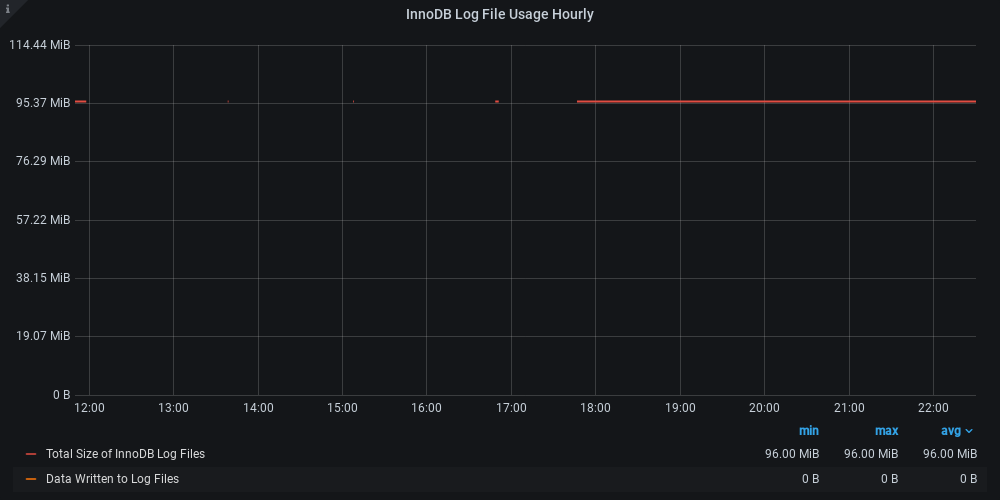 i
InnoDB Log File Usage Hourly
114.44 MiB
95.37 MiB
76.29 MiB
57.22 MiB
38.15 MiB
19.07 MiB
0 B
12:00 13:00 14:00 15:00 16:00 17:00 18:00 19:00 20:00 21:00 22:00
min max avg
Total Size of InnoDB Log Files 96.00 MiB 96.00 MiB 96.00 MiB
Data Written to Log Files 0 B 0 B 0 B